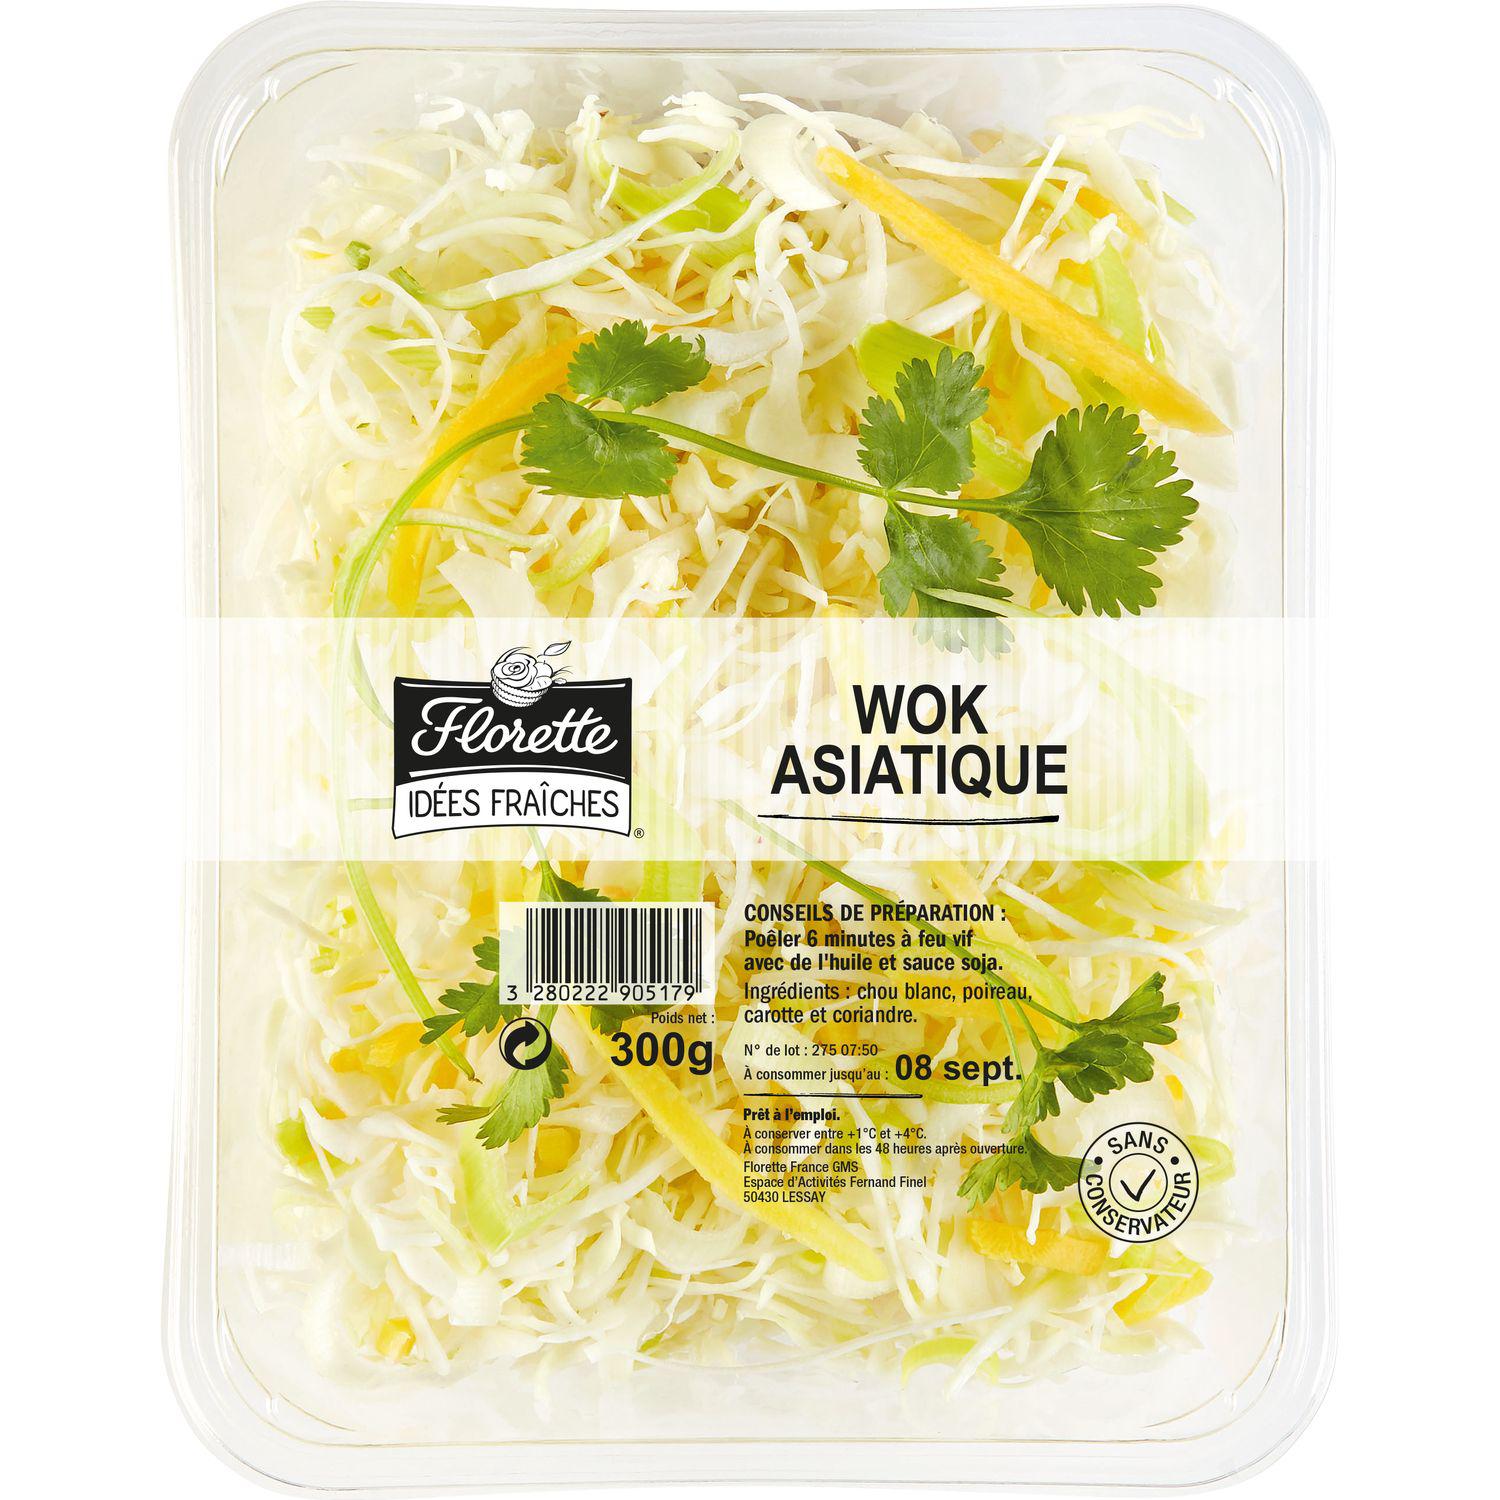 Florette
IDÉES FRAÎCHES
®
WOK
ASIATIQUE
3 280222 905179
Poids net :
300g
CONSEILS DE PRÉPARATION :
Poêler 6 minutes à feu vif
avec de l'huile et sauce soja.
Ingrédients : chou blanc, poireau,
carotte et coriandre.
N° de lot : 275 07:50
À consommer jusqu'au : 08 sept.
Prêt à l'emploi.
À conserver entre +1°C et +4°C.
À consommer dans les 48 heures après ouverture.
Florette France GMS
Espace d'Activités Fernand Finel
50430 LESSAY
• SANS •
CONSERVATEUR